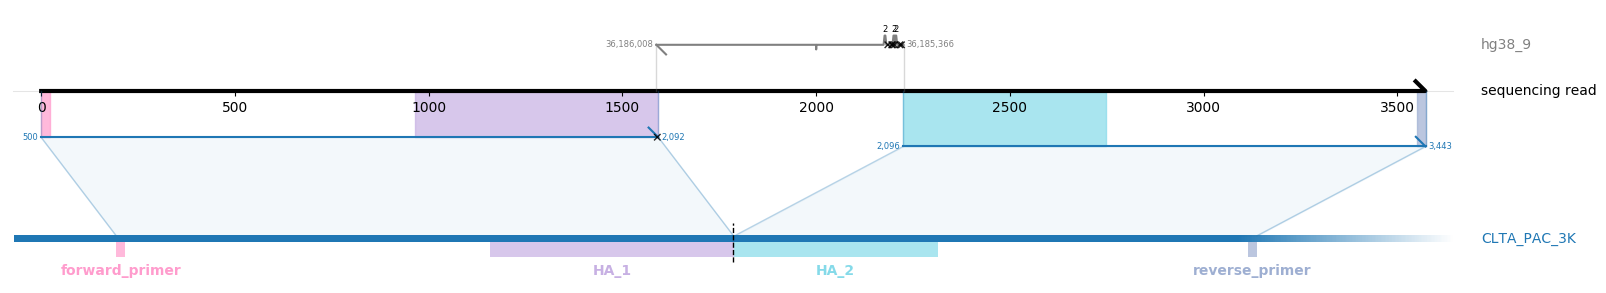 2 2 2
36,186,008 36,185,366 hg38_9
sequencing read
0 500 1000 1500 2000 2500 3000 3500
500 2,092
2,096 3,443
CLTA_PAC_3K
forward_primer HA_1 HA_2 reverse_primer